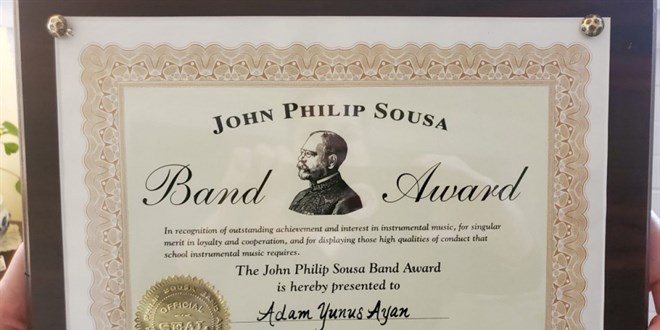 JOHN PHILIP SOUSA
Band Award
In recognition of outstanding achievement and interest in instrumental music, for singular
merit in loyalty and cooperation, and for displaying those high qualities of conduct that
school instrumental music requires.
The John Philip Sousa Band Award
is hereby presented to
Adam Yunus Ayan
OFFICIAL